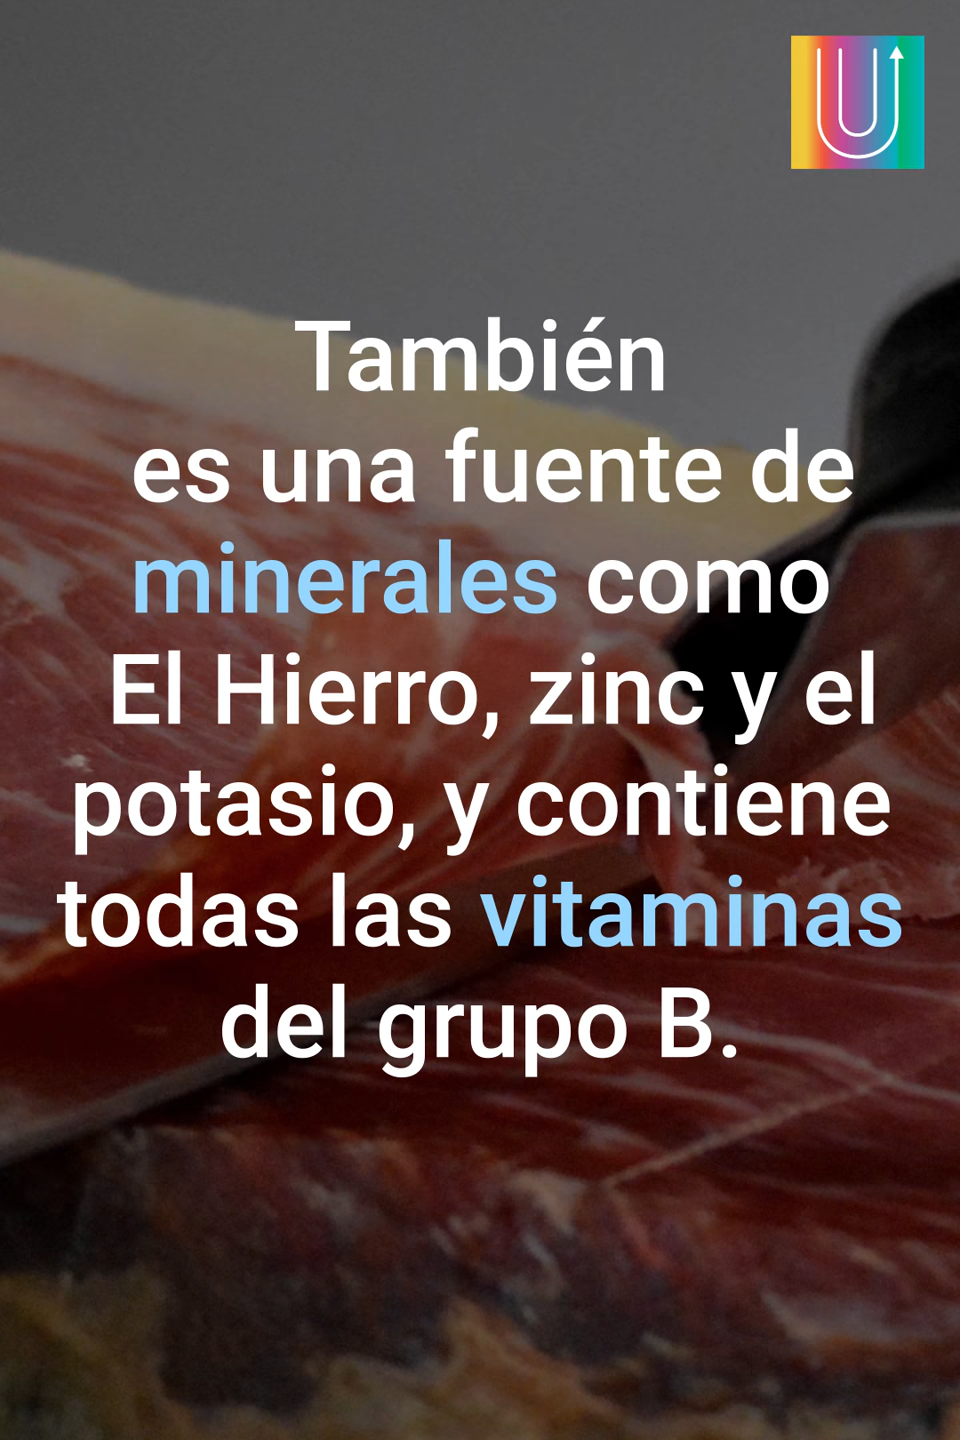 También
es una fuente de
minerales como
El Hierro, zinc y el
potasio, y contiene
todas las vitaminas
del grupo B.